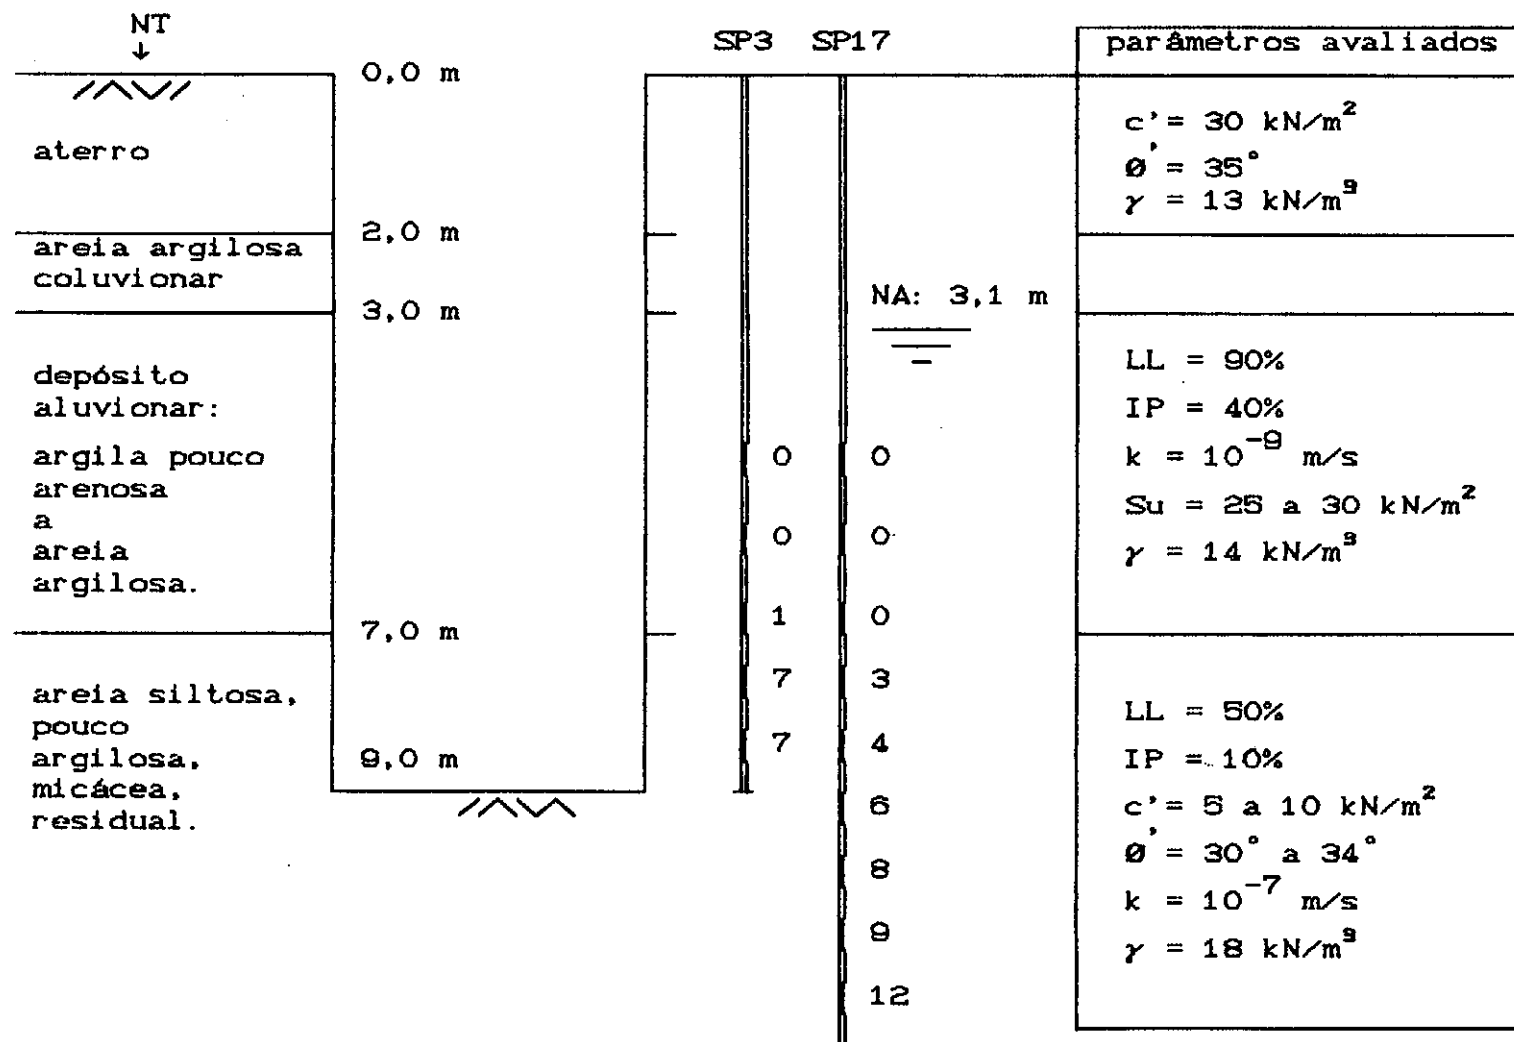 NT
SP3 SP17
parâmetros avaliados
0,0 m
aterro
c'= 30 kN/m²
ø' = 35°
γ = 13 kN/m³
2,0 m
areia argilosa
coluvionar
3,0 m
NA: 3,1 m
depósito
aluvionar:
argila pouco
arenosa
a
areia
argilosa.
0 0
0 0
1 0
LL = 90%
IP = 40%
k = 10⁻⁹ m/s
Su = 25 a 30 kN/m²
γ = 14 kN/m³
7,0 m
areia siltosa,
pouco
argilosa,
micácea,
residual.
9,0 m
7 3
7 4
6
8
9
12
LL = 50%
IP = 10%
c'= 5 a 10 kN/m²
ø' = 30° a 34°
k = 10⁻⁷ m/s
γ = 18 kN/m³